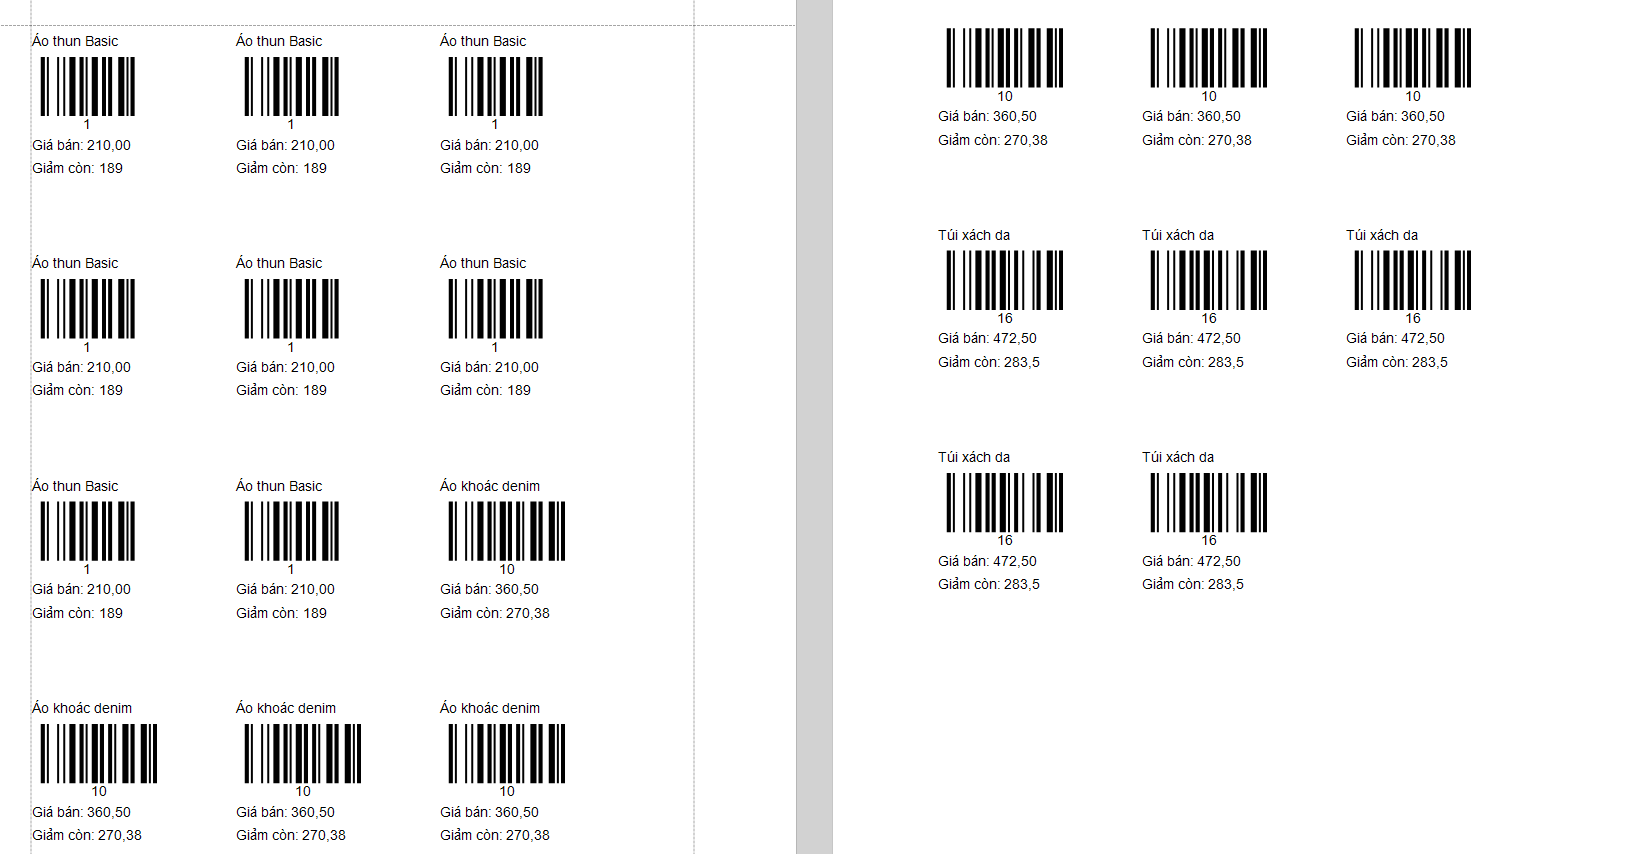 Áo thun Basic Áo thun Basic Áo thun Basic
1 1 1
Giá bán: 210,00 Giá bán: 210,00 Giá bán: 210,00
Giảm còn: 189 Giảm còn: 189 Giảm còn: 189
Áo thun Basic Áo thun Basic Áo thun Basic
1 1 1
Giá bán: 210,00 Giá bán: 210,00 Giá bán: 210,00
Giảm còn: 189 Giảm còn: 189 Giảm còn: 189
Áo thun Basic Áo thun Basic Áo khoác denim
1 1 10
Giá bán: 210,00 Giá bán: 210,00 Giá bán: 360,50
Giảm còn: 189 Giảm còn: 189 Giảm còn: 270,38
Áo khoác denim Áo khoác denim Áo khoác denim
10 10 10
Giá bán: 360,50 Giá bán: 360,50 Giá bán: 360,50
Giảm còn: 270,38 Giảm còn: 270,38 Giảm còn: 270,38
10 10 10
Giá bán: 360,50 Giá bán: 360,50 Giá bán: 360,50
Giảm còn: 270,38 Giảm còn: 270,38 Giảm còn: 270,38
Túi xách da Túi xách da Túi xách da
16 16 16
Giá bán: 472,50 Giá bán: 472,50 Giá bán: 472,50
Giảm còn: 283,5 Giảm còn: 283,5 Giảm còn: 283,5
Túi xách da Túi xách da
16 16
Giá bán: 472,50 Giá bán: 472,50
Giảm còn: 283,5 Giảm còn: 283,5